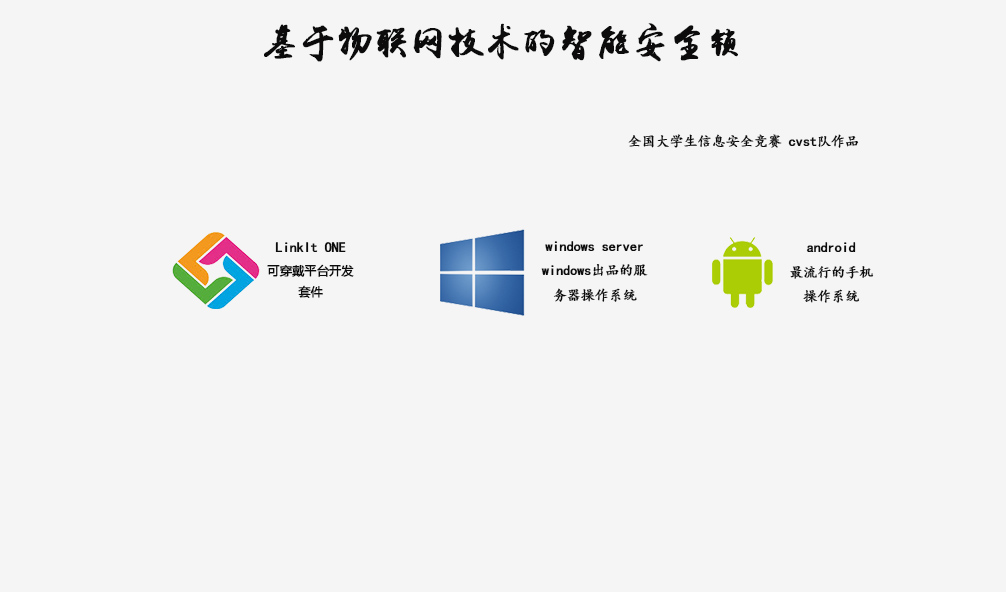 基于物联网技术的智能安全锁
全国大学生信息安全竞赛 cvst队作品
LinkIt ONE
可穿戴平台开发
套件
windows server
windows出品的服
务器操作系统
android
最流行的手机
操作系统